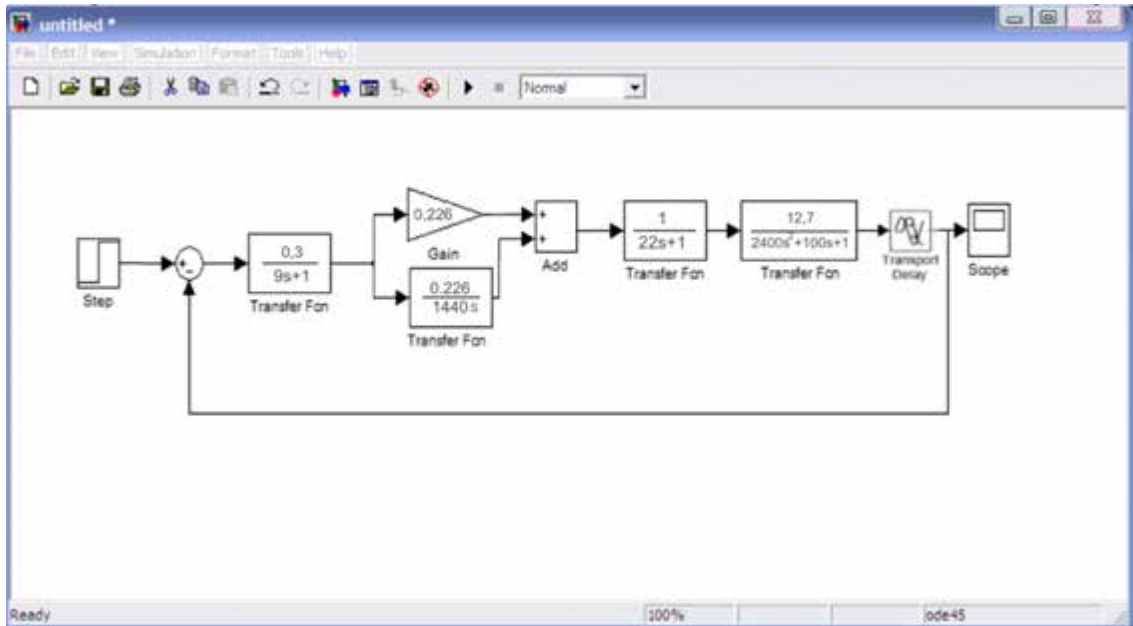 untitled *
File Edit View Simulation Format Tools Help
Normal
0,226
+
+
1
22s+1
12,7
2400s²+100s+1
Gain
Add
Transfer Fcn
Transfer Fcn
Transport
Delay
Scope
+
-
0,3
9s+1
Step
Transfer Fcn
0.226
1440s
Transfer Fcn
Ready 100% ode45